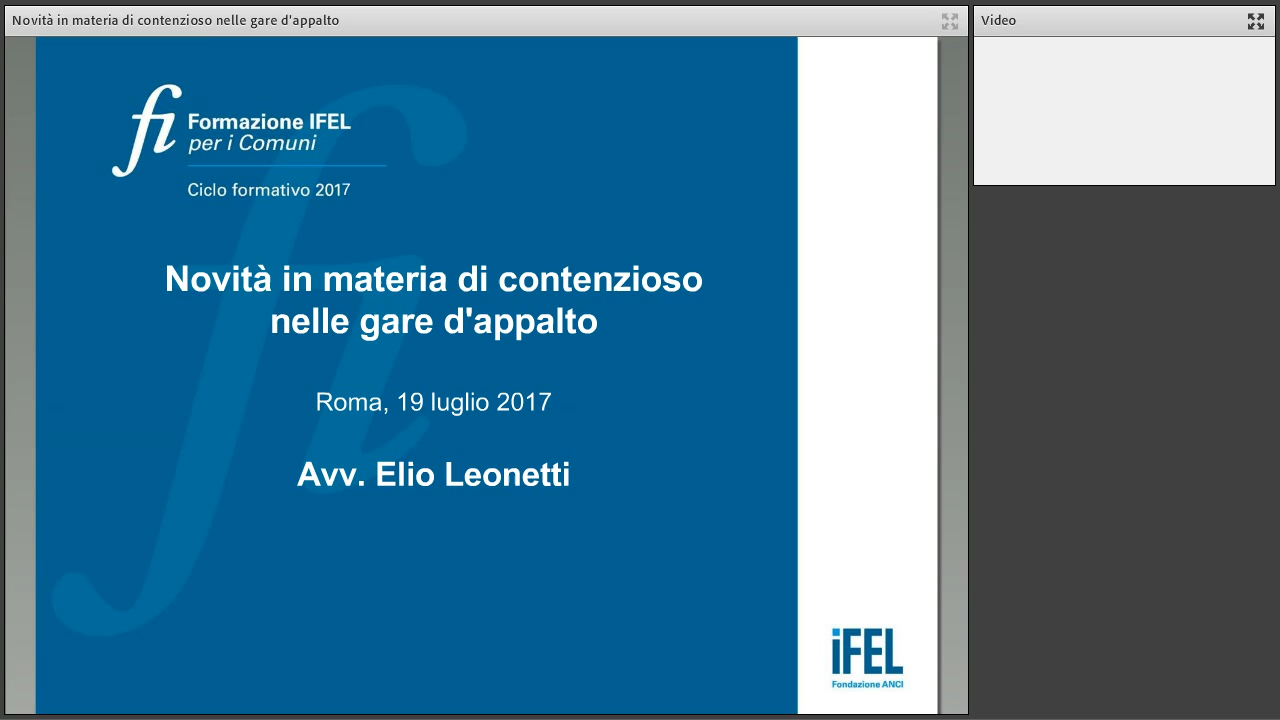 Novità in materia di contenzioso nelle gare d'appalto
Video
fi
Formazione IFEL
per i Comuni
Ciclo formativo 2017
Novità in materia di contenzioso
nelle gare d'appalto
Roma, 19 luglio 2017
Avv. Elio Leonetti
iFEL
Fondazione ANCI